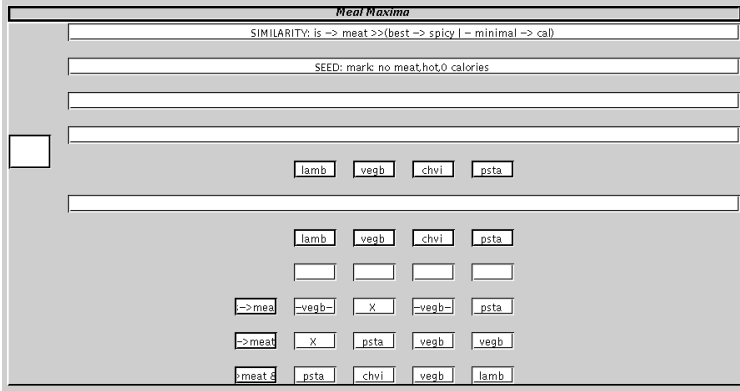 Meal Maxima
SIMILARITY: is -> meat >>(best -> spicy | - minimal -> cal)
SEED: mark: no meat,hot,0 calories
lamb vegb chvi psta
lamb vegb chvi psta
:->mea -vegb- X -vegb- psta
->meat X psta vegb vegb
>meat & psta chvi vegb lamb